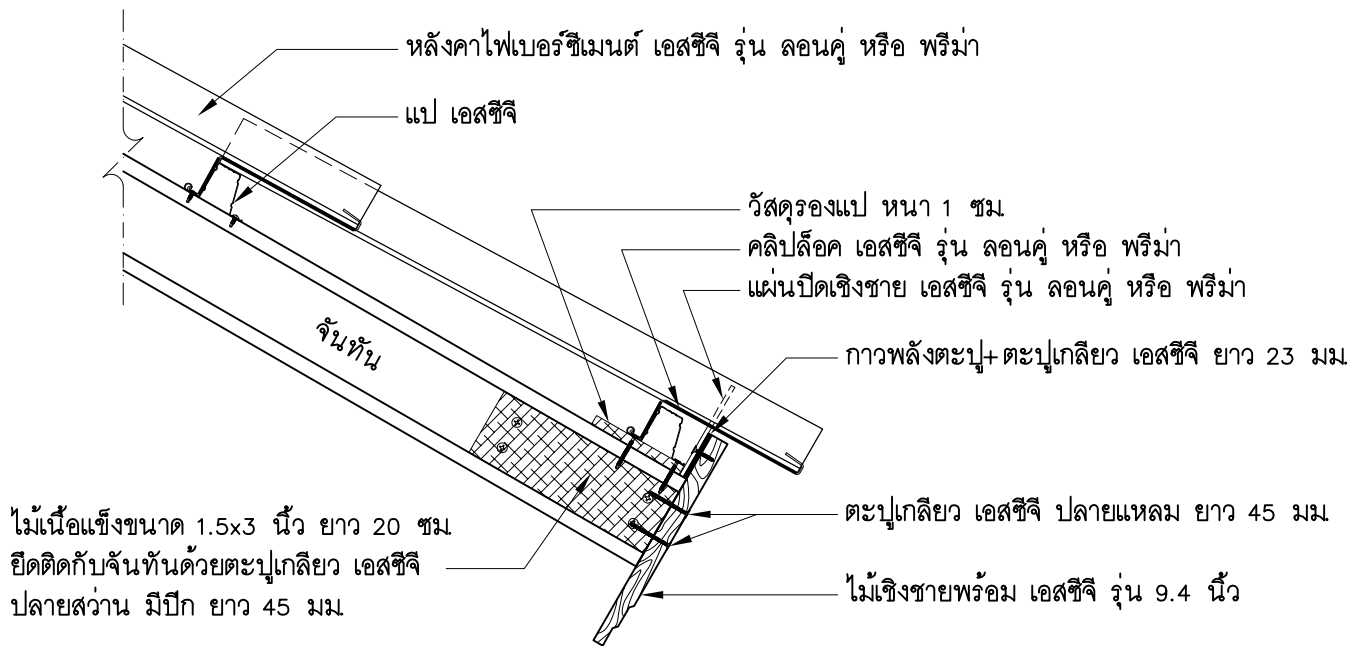 หลังคาไฟเบอร์ซีเมนต์ เอสซีจี รุ่น ลอนคู่ หรือ พรีม่า
แป เอสซีจี
วัสดุรองแป หนา 1 ซม.
คลิปล็อค เอสซีจี รุ่น ลอนคู่ หรือ พรีม่า
แผ่นปิดเชิงชาย เอสซีจี รุ่น ลอนคู่ หรือ พรีม่า
จันทัน
กาวพลังตะปู+ตะปูเกลียว เอสซีจี ยาว 23 มม.
ไม้เนื้อแข็งขนาด 1.5x3 นิ้ว ยาว 20 ซม.
ยึดติดกับจันทันด้วยตะปูเกลียว เอสซีจี
ปลายสว่าน มีปีก ยาว 45 มม.
ตะปูเกลียว เอสซีจี ปลายแหลม ยาว 45 มม.
ไม้เชิงชายพร้อม เอสซีจี รุ่น 9.4 นิ้ว